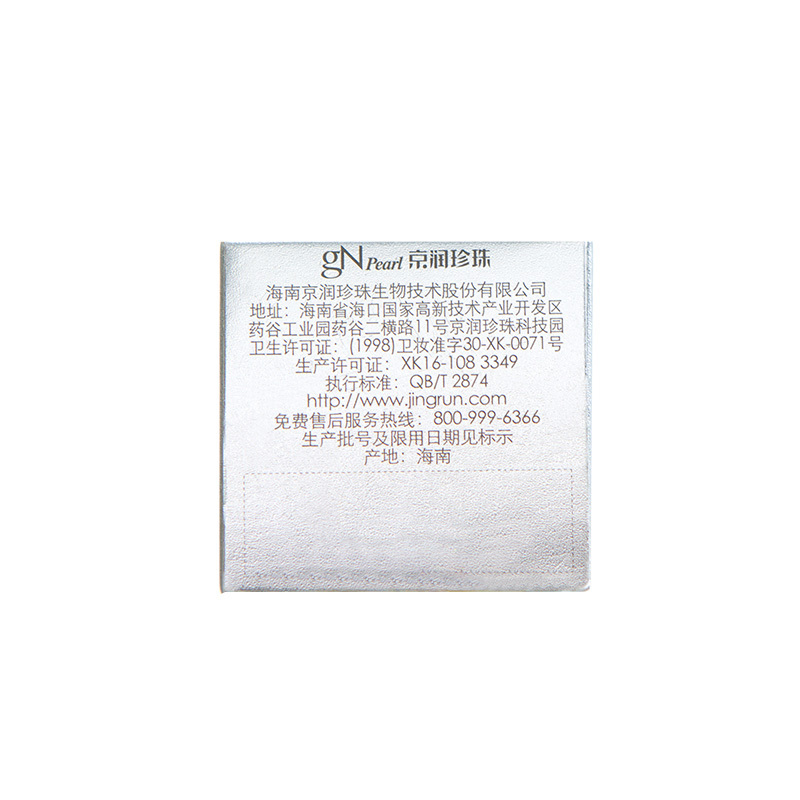 gN Pearl 京润珍珠
海南京润珍珠生物技术股份有限公司
地址：海南省海口国家高新技术产业开发区
药谷工业园药谷二横路11号京润珍珠科技园
卫生许可证：(1998)卫妆准字30-XK-0071号
生产许可证：XK16-108 3349
执行标准：QB/T 2874
http://www.jingrun.com
免费售后服务热线：800-999-6366
生产批号及限用日期见标示
产地：海南